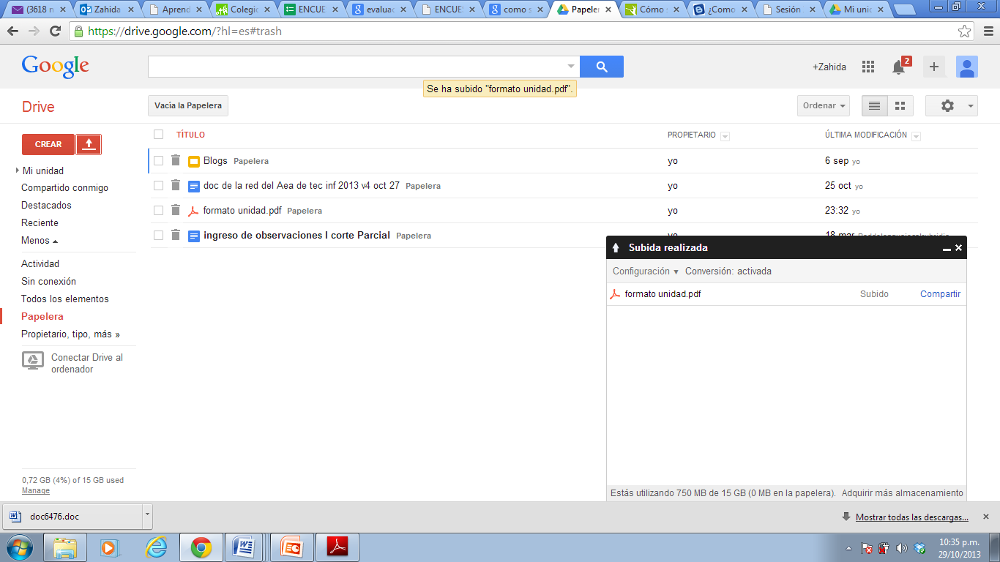 (3618 n
Zahida
Aprend
Colegio
ENCUE
evaluac
ENCUES
como s
Papeler
Cómo s
¿Como
Sesión
Mi unid
https://drive.google.com/?hl=es#trash
Google
+Zahida
2
Se ha subido "formato unidad.pdf".
Drive
Vacía la Papelera
Ordenar
CREAR
TÍTULO
PROPIETARIO
ÚLTIMA MODIFICACIÓN
Blogs Papelera yo 6 sep yo
doc de la red del Aea de tec inf 2013 v4 oct 27 Papelera yo 25 oct yo
formato unidad.pdf Papelera yo 23:32 yo
ingreso de observaciones I corte Parcial Papelera yo 18 mar
Mi unidad
Compartido conmigo
Destacados
Reciente
Menos
Actividad
Sin conexión
Todos los elementos
Papelera
Propietario, tipo, más »
Conectar Drive al
ordenador
0,72 GB (4%) of 15 GB used
Manage
Subida realizada
Configuración Conversión: activada
formato unidad.pdf Subido Compartir
Estás utilizando 750 MB de 15 GB (0 MB en la papelera). Adquirir más almacenamiento
doc6476.doc
Mostrar todas las descargas...
10:35 p.m.
29/10/2013